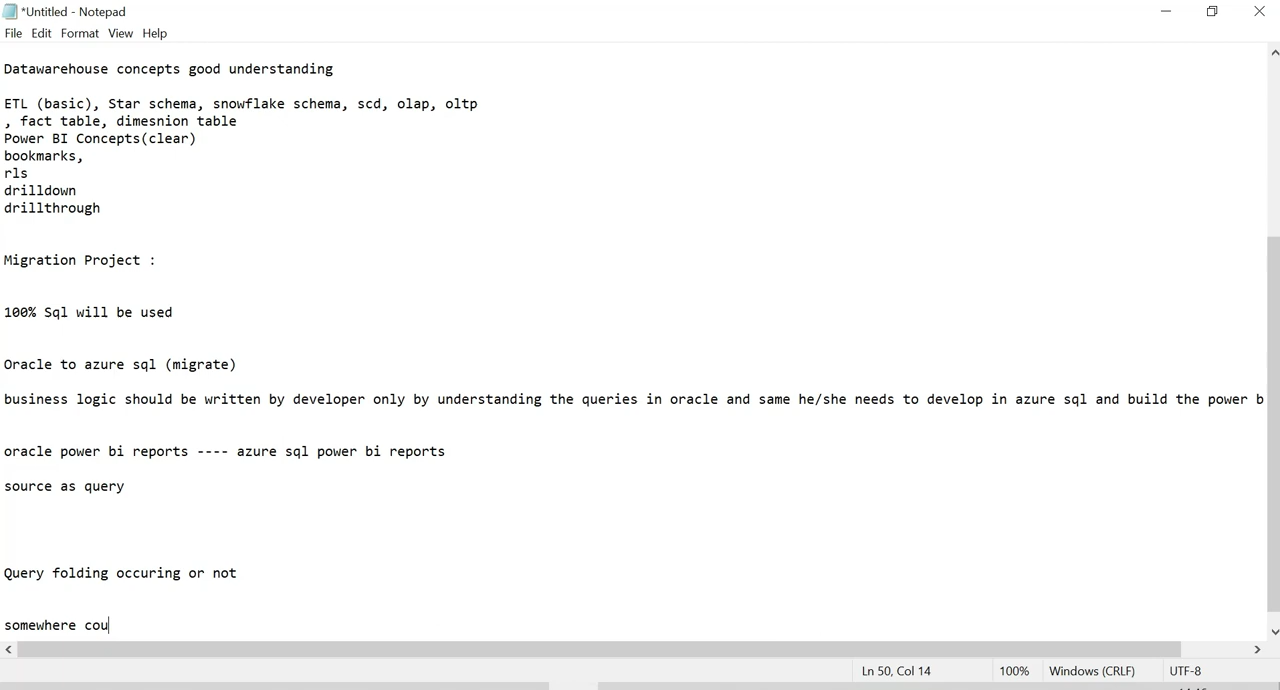 *Untitled - Notepad
File Edit Format View Help
Datawarehouse concepts good understanding
ETL (basic), Star schema, snowflake schema, scd, olap, oltp
, fact table, dimesnion table
Power BI Concepts(clear)
bookmarks,
rls
drilldown
drillthrough
Migration Project :
100% Sql will be used
Oracle to azure sql (migrate)
business logic should be written by developer only by understanding the queries in oracle and same he/she needs to develop in azure sql and build the power b
oracle power bi reports ---- azure sql power bi reports
source as query
Query folding occuring or not
somewhere cou
Ln 50, Col 14 100% Windows (CRLF) UTF-8